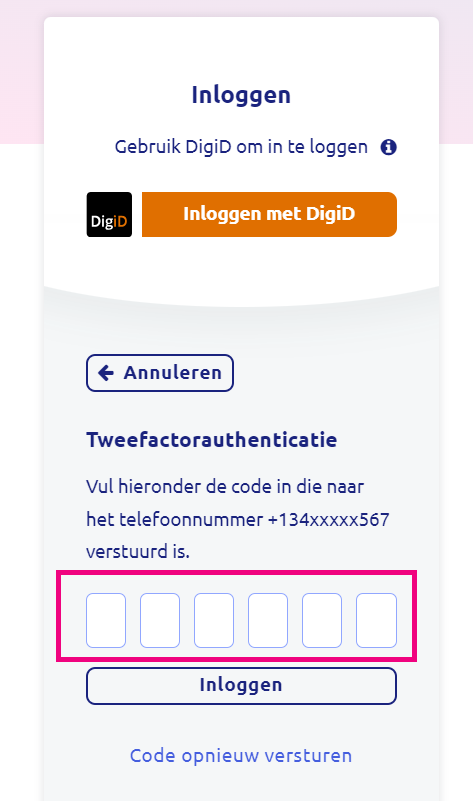 Inloggen
Gebruik DigiD om in te loggen
DigiD
Inloggen met DigiD
Annuleren
Tweefactorauthenticatie
Vul hieronder de code in die naar
het telefoonnummer +134xxxxx567
verstuurd is.
Inloggen
Code opnieuw versturen